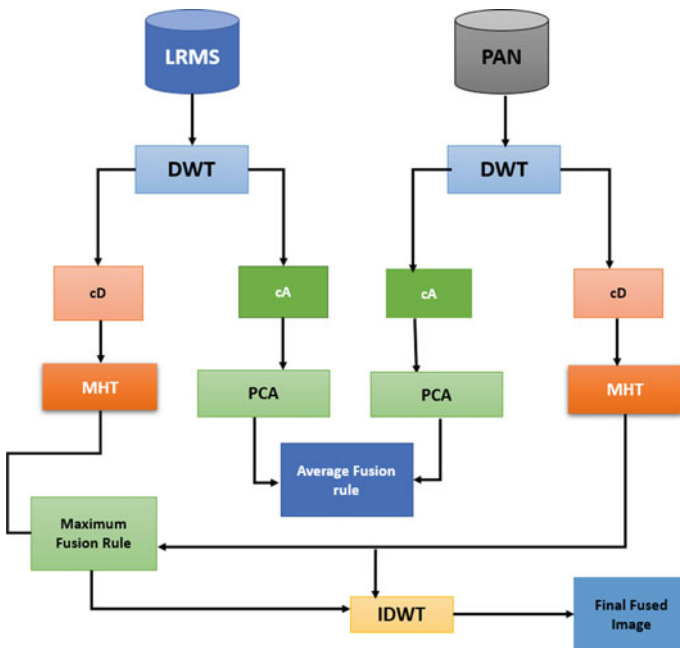 LRMS
PAN
DWT
DWT
cD
cA
cA
cD
MHT
PCA
PCA
MHT
Average Fusion
rule
Maximum
Fusion Rule
IDWT
Final Fused
Image